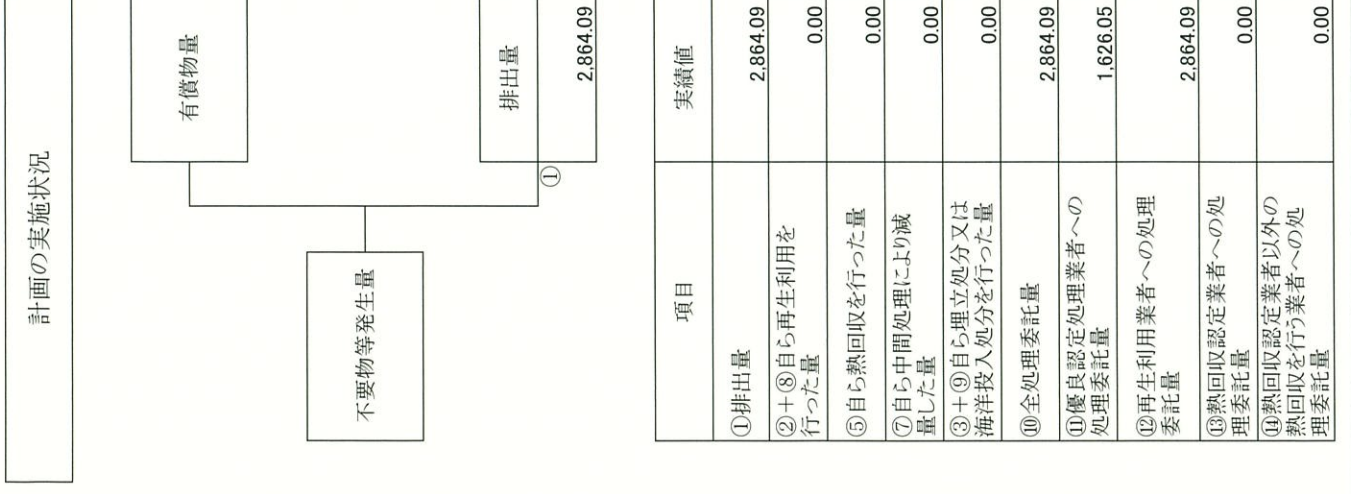 計画の実施状況
有償物量
不要物等発生量
排出量
①
2,864.09
項目
実績値
①排出量
2,864.09
②+⑧自ら再生利用を
行った量
0.00
⑤自ら熱回収を行った量
0.00
⑦自ら中間処理により減
量した量
0.00
③+⑨自ら埋立処分又は
海洋投入処分を行った量
0.00
⑩全処理委託量
2,864.09
⑪優良認定処理業者への
処理委託量
1,626.05
⑫再生利用業者への処理
委託量
2,864.09
⑬熱回収認定業者への処
理委託量
0.00
⑭熱回収認定業者以外の
熱回収を行う業者への処
理委託量
0.00